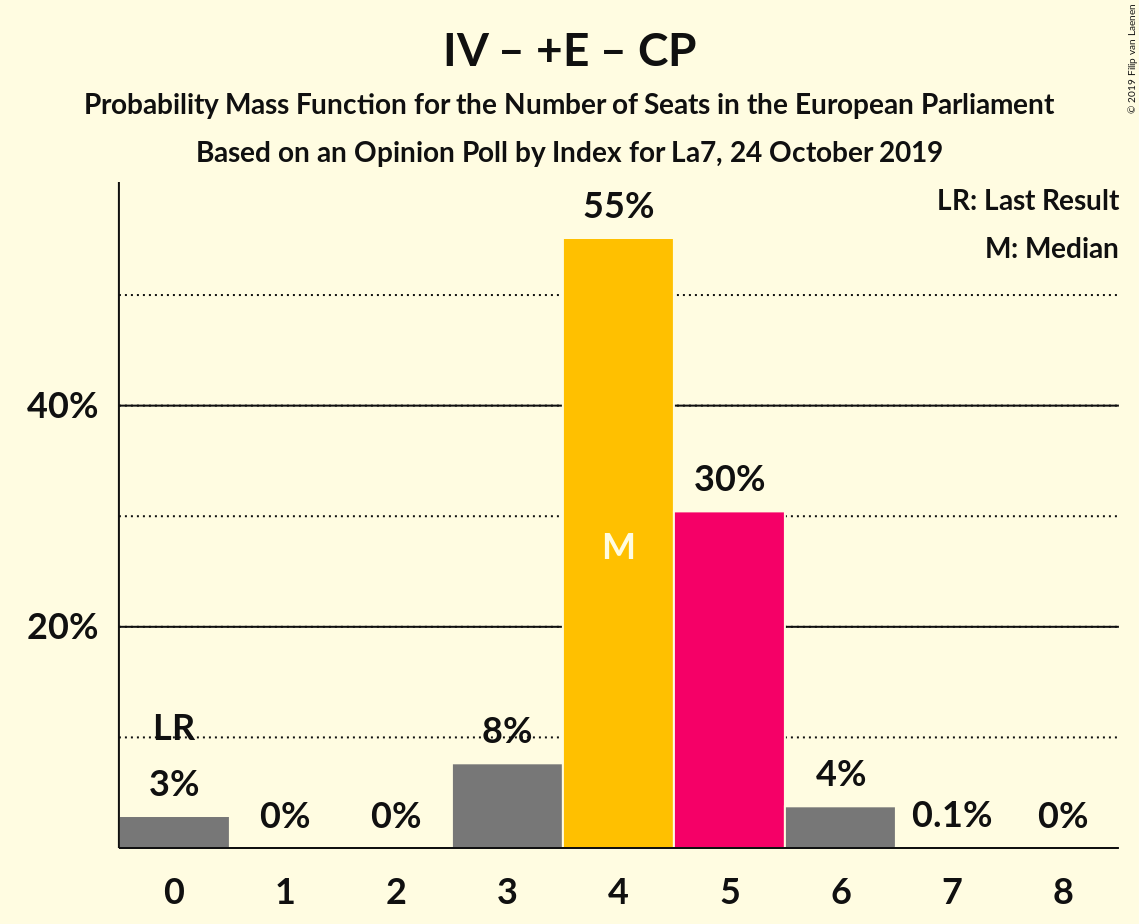 IV – +E – CP
Probability Mass Function for the Number of Seats in the European Parliament
Based on an Opinion Poll by Index for La7, 24 October 2019
© 2019 Filip van Laenen
LR: Last Result
M: Median
55%
40%
30%
M
20%
LR
8%
3%
0%
0%
4%
0.1%
0%
0 1 2 3 4 5 6 7 8